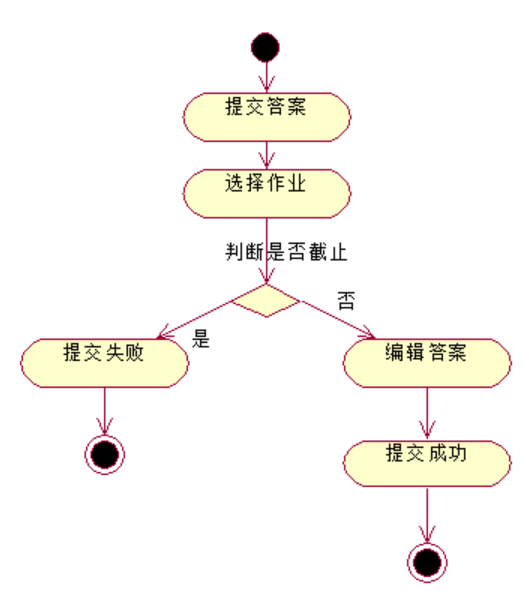 提交答案
选择作业
判断是否截止
否
是
提交失败
编辑答案
提交成功